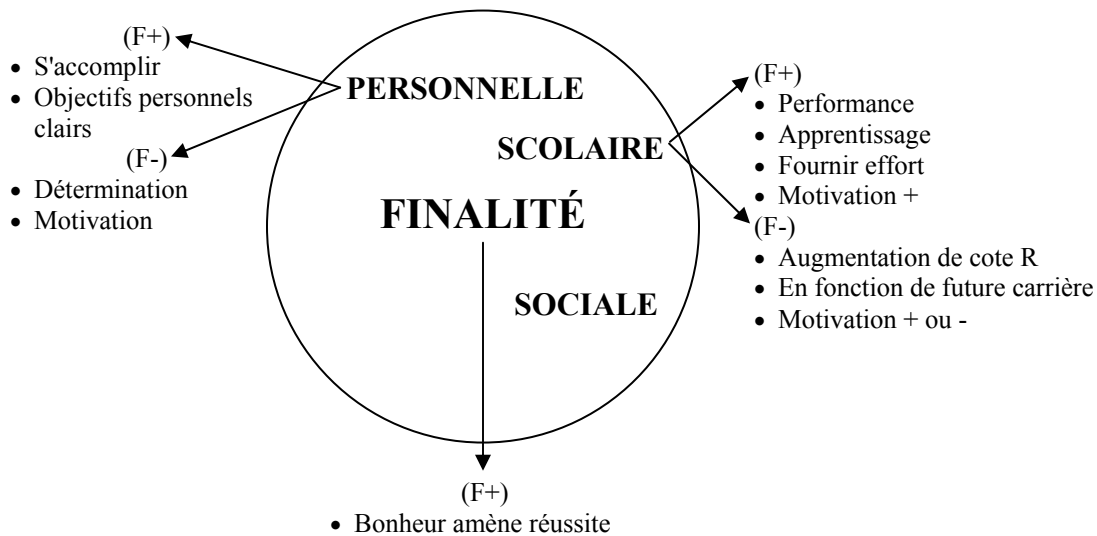 (F+)
• S'accomplir
• Objectifs personnels
clairs
(F-)
• Détermination
• Motivation
PERSONNELLE
SCOLAIRE
FINALITÉ
SOCIALE
(F+)
• Performance
• Apprentissage
• Fournir effort
• Motivation +
(F-)
• Augmentation de cote R
• En fonction de future carrière
• Motivation + ou -
(F+)
• Bonheur amène réussite